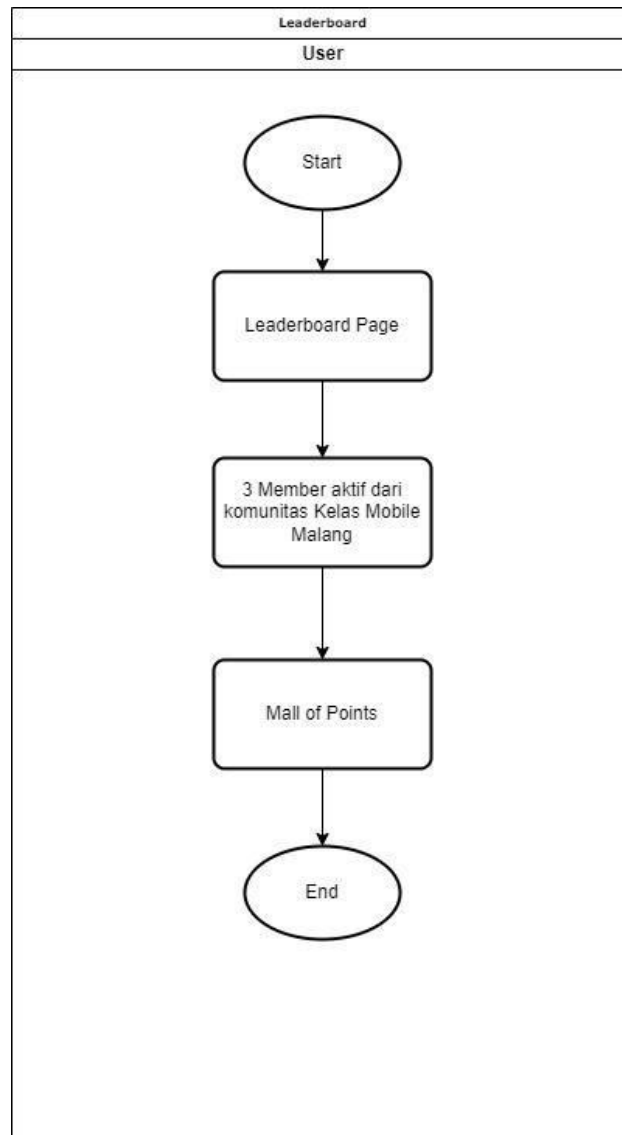 Leaderboard
User
Start
Leaderboard Page
3 Member aktif dari
komunitas Kelas Mobile
Malang
Mall of Points
End